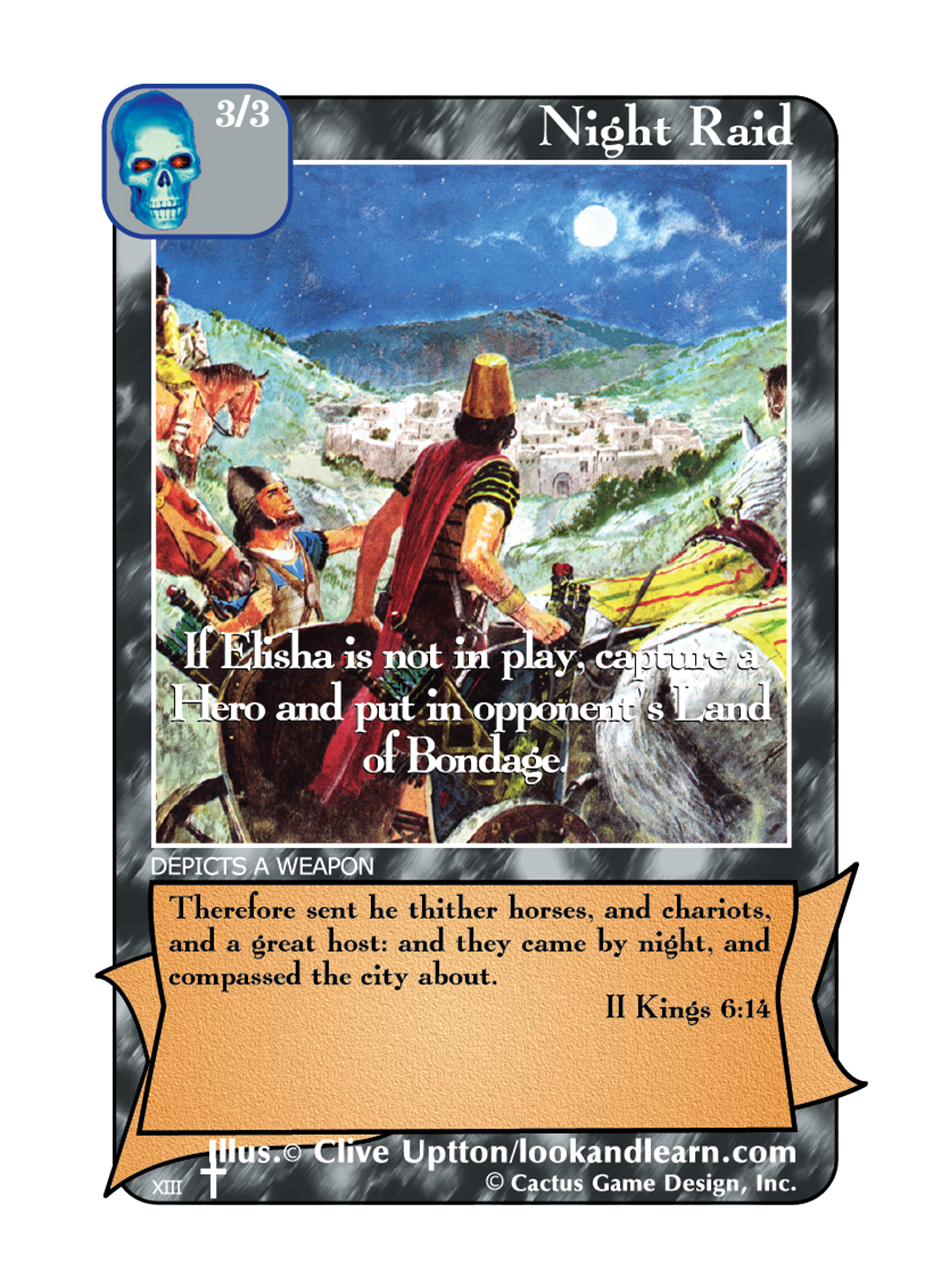 3/3
Night Raid
If Elisha is not in play, capture a
Hero and put in opponent's Land
of Bondage.
DEPICTS A WEAPON
Therefore sent he thither horses, and chariots,
and a great host: and they came by night, and
compassed the city about.
II Kings 6:14
Illus.© Clive Uptton/lookandlearn.com
XIII
© Cactus Game Design, Inc.